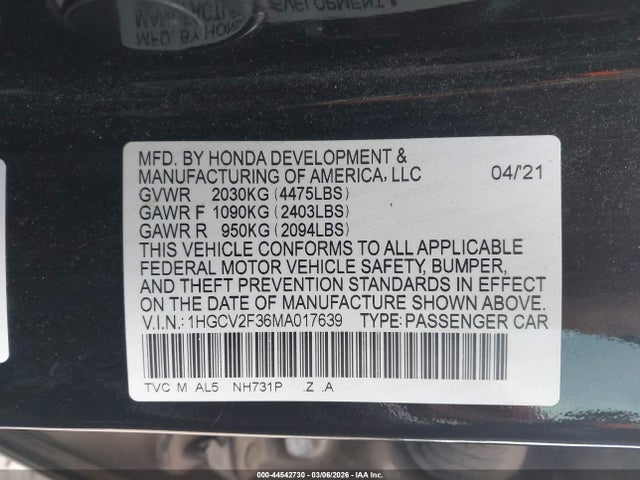 MFD. BY HONDA DEVELOPMENT &
MANUFACTURING OF AMERICA, LLC 04/'21
GVWR 2030KG (4475LBS)
GAWR F 1090KG (2403LBS)
GAWR R 950KG (2094LBS)
THIS VEHICLE CONFORMS TO ALL APPLICABLE
FEDERAL MOTOR VEHICLE SAFETY, BUMPER,
AND THEFT PREVENTION STANDARDS IN EFFECT
ON THE DATE OF MANUFACTURE SHOWN ABOVE.
V.I.N.: 1HGCV2F36MA017639 TYPE: PASSENGER CAR
TVC M AL5 NH731P .Z .A
000-44542730 - 03/06/2026 - IAA Inc.